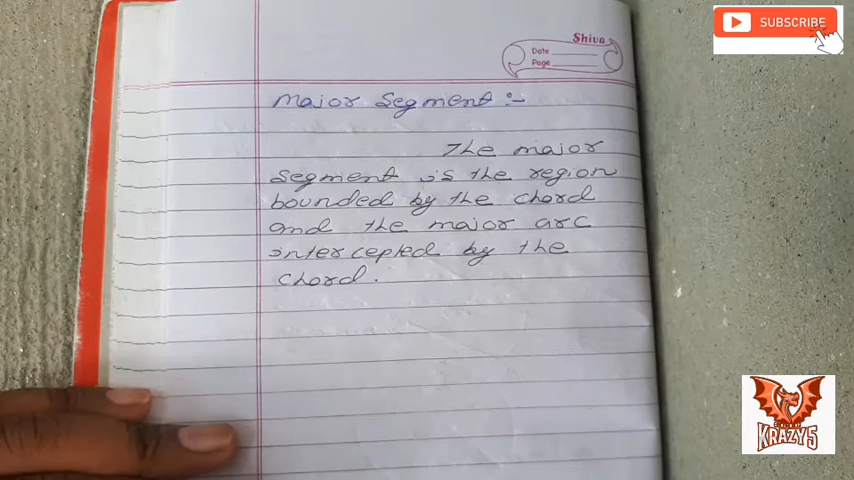 SUBSCRIBE
Shiva
Date
Page
Major Segment :-
The major
segment is the region
bounded by the chord
and the major arc
intercepted by the
chord.
KRAZY5